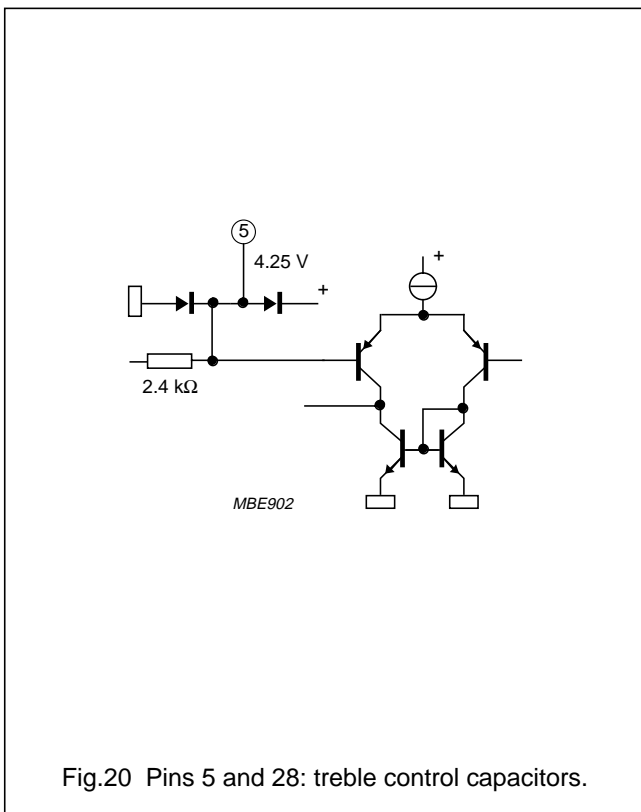 5
4.25 V
+
+
2.4 kΩ
MBE902
Fig.20 Pins 5 and 28: treble control capacitors.